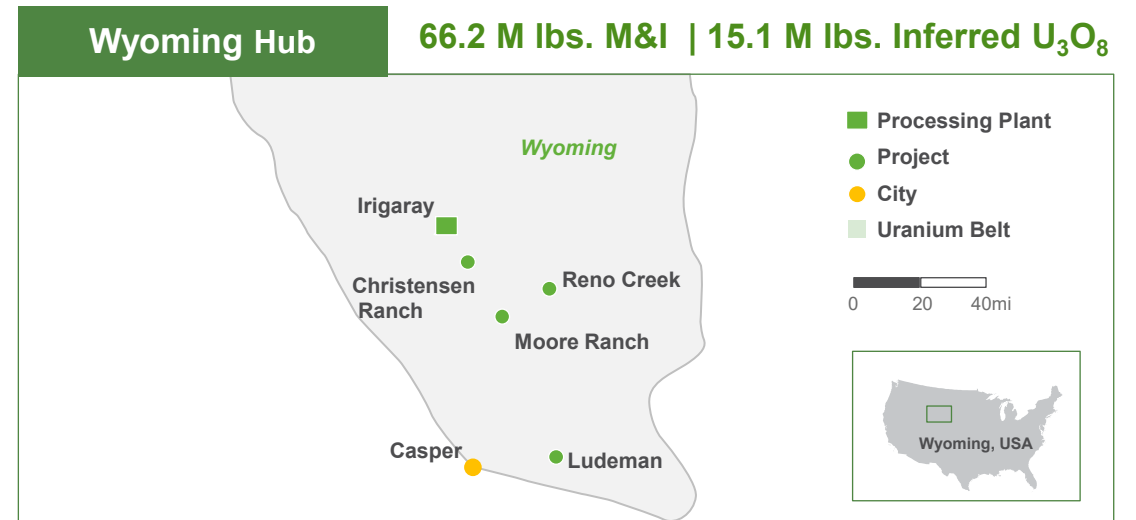 Wyoming Hub
66.2 M lbs. M&I | 15.1 M lbs. Inferred U₃O₈
Wyoming
Processing Plant
Project
City
Uranium Belt
0 20 40mi
Irigaray
Christensen
Ranch
Reno Creek
Moore Ranch
Casper
Ludeman
Wyoming, USA